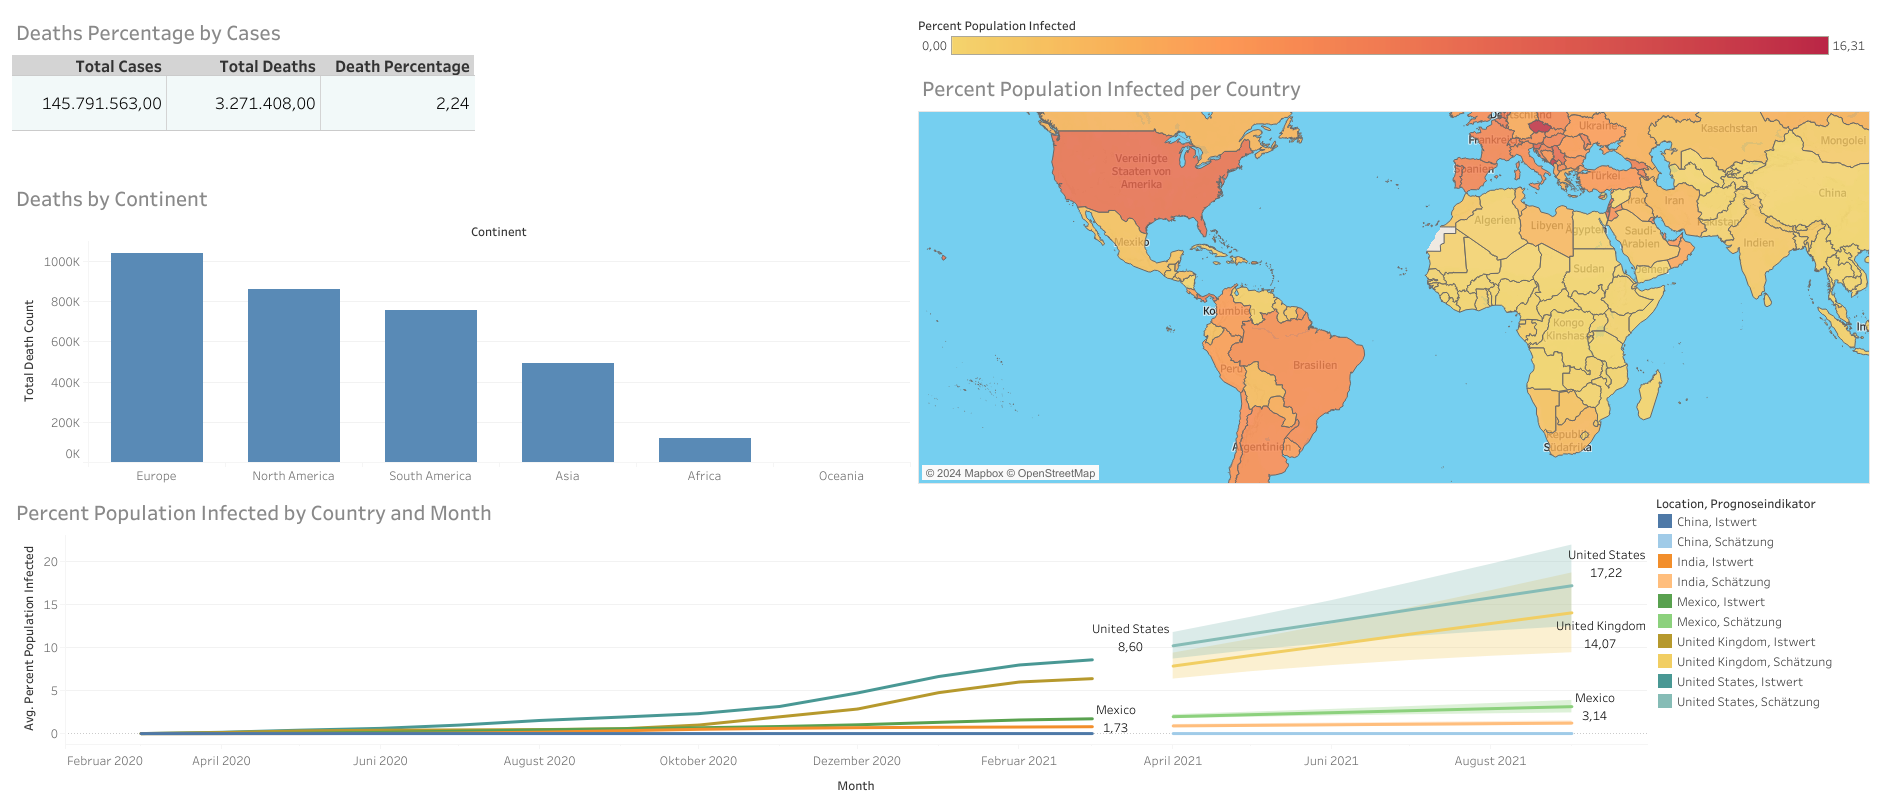 Deaths Percentage by Cases
Total Cases Total Deaths Death Percentage
145.791.563,00 3.271.408,00 2,24
Percent Population Infected
0,00 16,31
Deaths by Continent
Continent
Total Death Count
1000K
800K
600K
400K
200K
0K
Europe North America South America Asia Africa Oceania
Percent Population Infected per Country
Deutschland
Ukraine
Kasachstan
Mongolei
Frankreich
Vereinigte
Staaten von
Amerika
Spanien
Türkei
China
Irac
Iran
Algerien
Libyen
Ägypten
Pakistan
Saudi-
Arabien
Indien
Mexiko
Sudan
Jemen
Kolumbien
Kongo
Kinshasa
In
Peru
Brasilien
Argentinien
Republik
Südafrika
© 2024 Mapbox © OpenStreetMap
Percent Population Infected by Country and Month
Avg. Percent Population Infected
20
15
10
5
0
United States
8,60
Mexico
1,73
United States
17,22
United Kingdom
14,07
Mexico
3,14
Februar 2020 April 2020 Juni 2020 August 2020 Oktober 2020 Dezember 2020 Februar 2021 April 2021 Juni 2021 August 2021
Month
Location, Prognoseindikator
China, Istwert
China, Schätzung
India, Istwert
India, Schätzung
Mexico, Istwert
Mexico, Schätzung
United Kingdom, Istwert
United Kingdom, Schätzung
United States, Istwert
United States, Schätzung